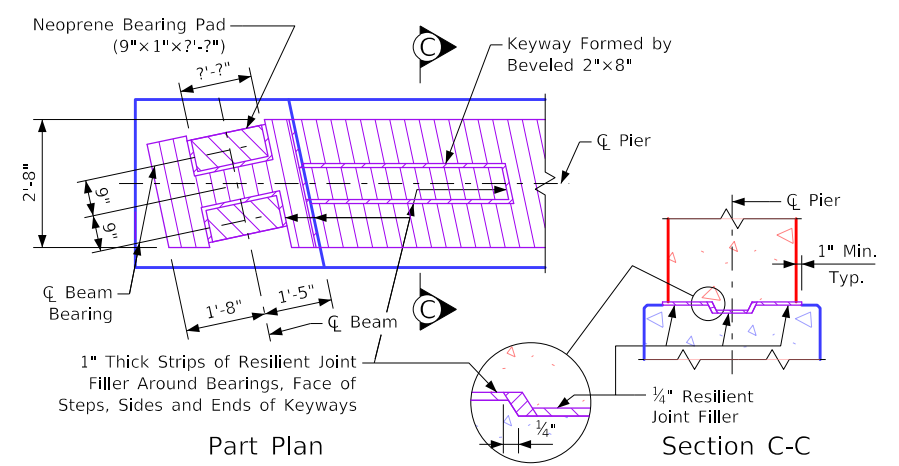 Neoprene Bearing Pad
(9"×1"×?'-?")
?'-?"
C
Keyway Formed by
Beveled 2"×8"
℄ Pier
2'-8"
9"
9"
℄ Beam
Bearing
1'-8"
1'-5"
℄ Beam
C
℄ Pier
1" Min.
Typ.
1" Thick Strips of Resilient Joint
Filler Around Bearings, Face of
Steps, Sides and Ends of Keyways
¼"
¼" Resilient
Joint Filler
Part Plan
Section C-C